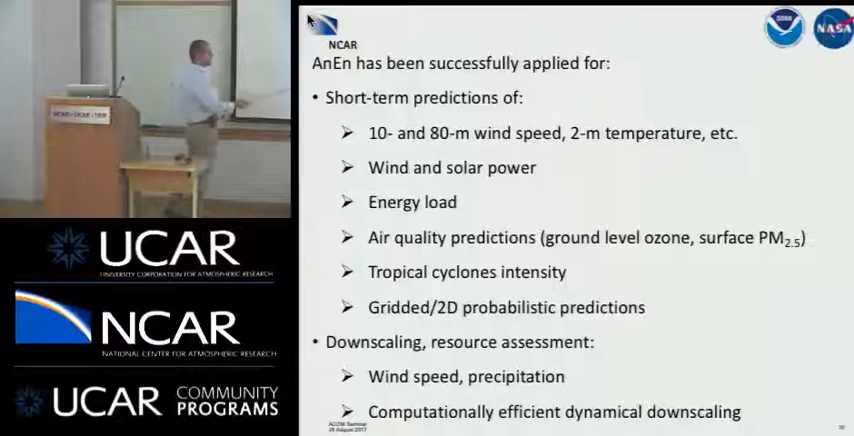 NCAR
AnEn has been successfully applied for:
• Short-term predictions of:
➢ 10- and 80-m wind speed, 2-m temperature, etc.
➢ Wind and solar power
➢ Energy load
➢ Air quality predictions (ground level ozone, surface PM2.5)
➢ Tropical cyclones intensity
➢ Gridded/2D probabilistic predictions
• Downscaling, resource assessment:
➢ Wind speed, precipitation
➢ Computationally efficient dynamical downscaling
ACOM Seminar
NASA
UCAR
UNIVERSITY CORPORATION FOR ATMOSPHERIC RESEARCH
NCAR
NATIONAL CENTER FOR ATMOSPHERIC RESEARCH
UCAR COMMUNITY
PROGRAMS